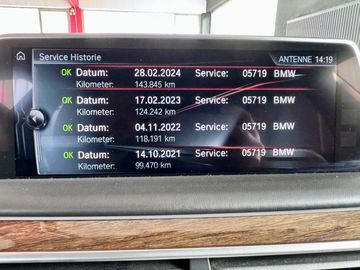 Service Historie ANTENNE 14:19
OK Datum: 28.02.2024 Service: 05719 BMW
Kilometer: 143.845 km
OK Datum: 17.02.2023 Service: 05719 BMW
Kilometer: 124.242 km
OK Datum: 04.11.2022 Service: 05719 BMW
Kilometer: 118.191 km
OK Datum: 14.10.2021 Service: 05719 BMW
Kilometer: 99.470 km